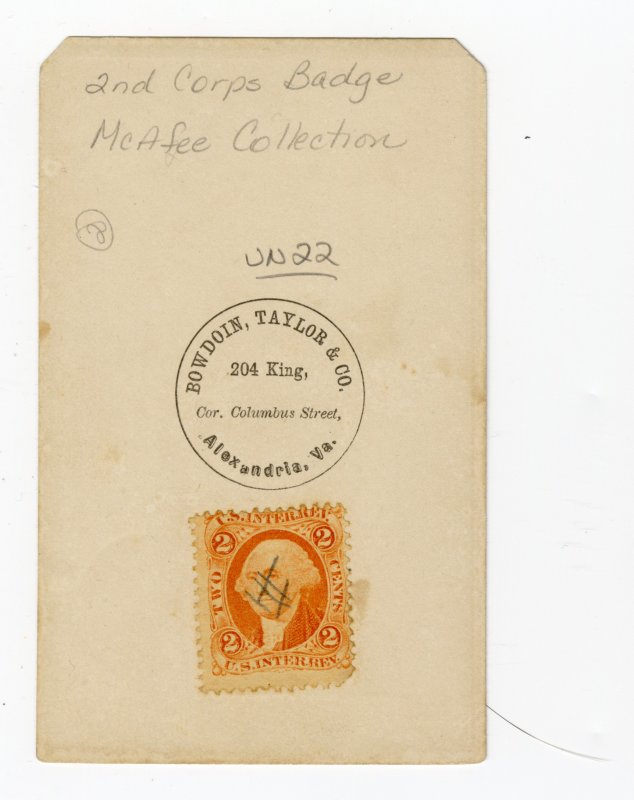 2nd Corps Badge
McAfee Collection
2
UN22
BOWDOIN, TAYLOR & CO.
204 King,
Cor. Columbus Street,
Alexandria, Va.
U.S. INTER. REV.
2 2
TWO CENTS
2 2
U.S. INTER. REV.